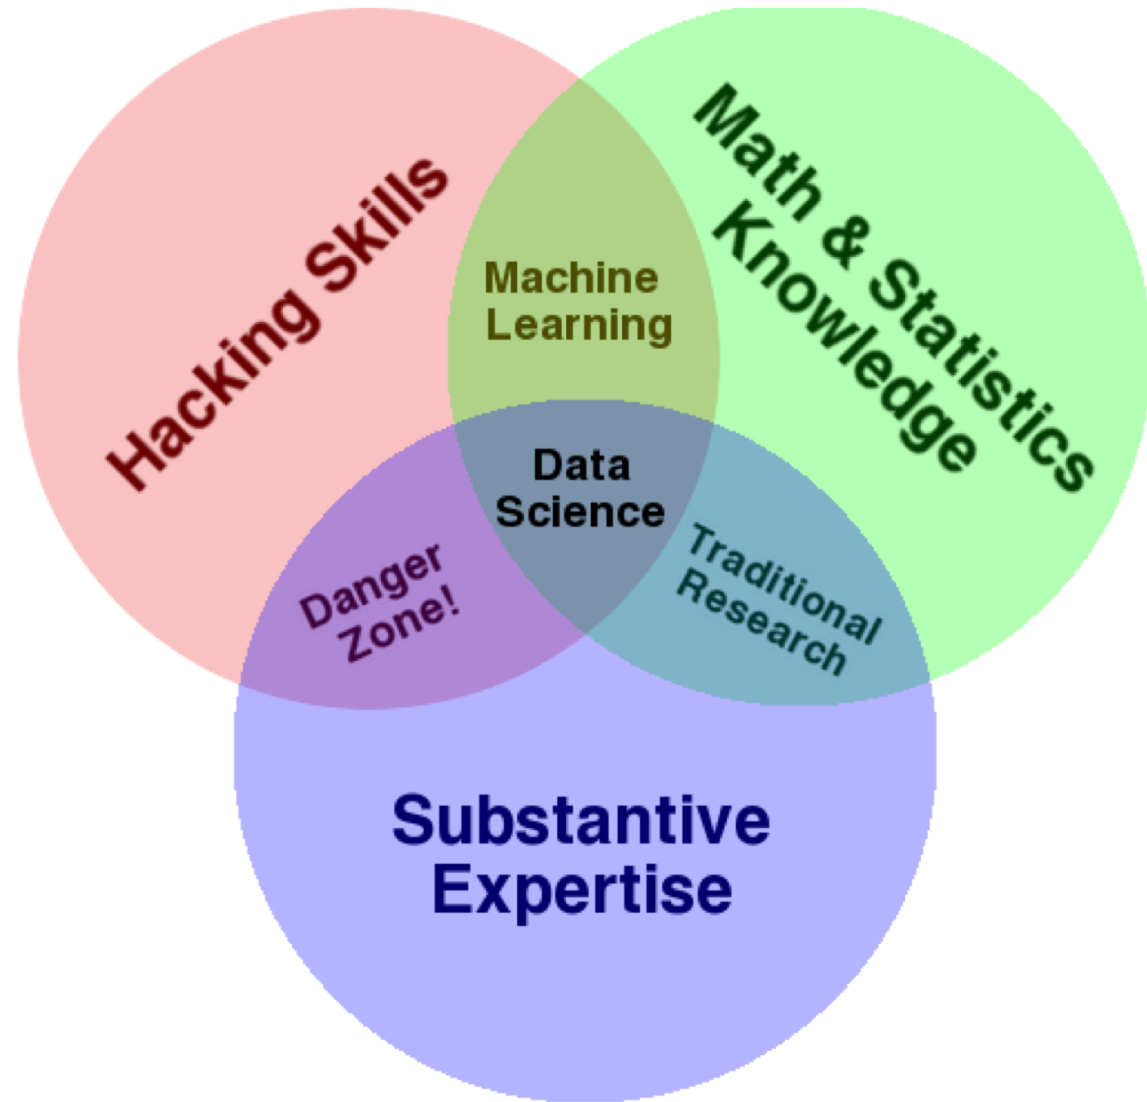 Hacking Skills
Math & Statistics
Knowledge
Machine
Learning
Data
Science
Danger
Zone!
Traditional
Research
Substantive
Expertise